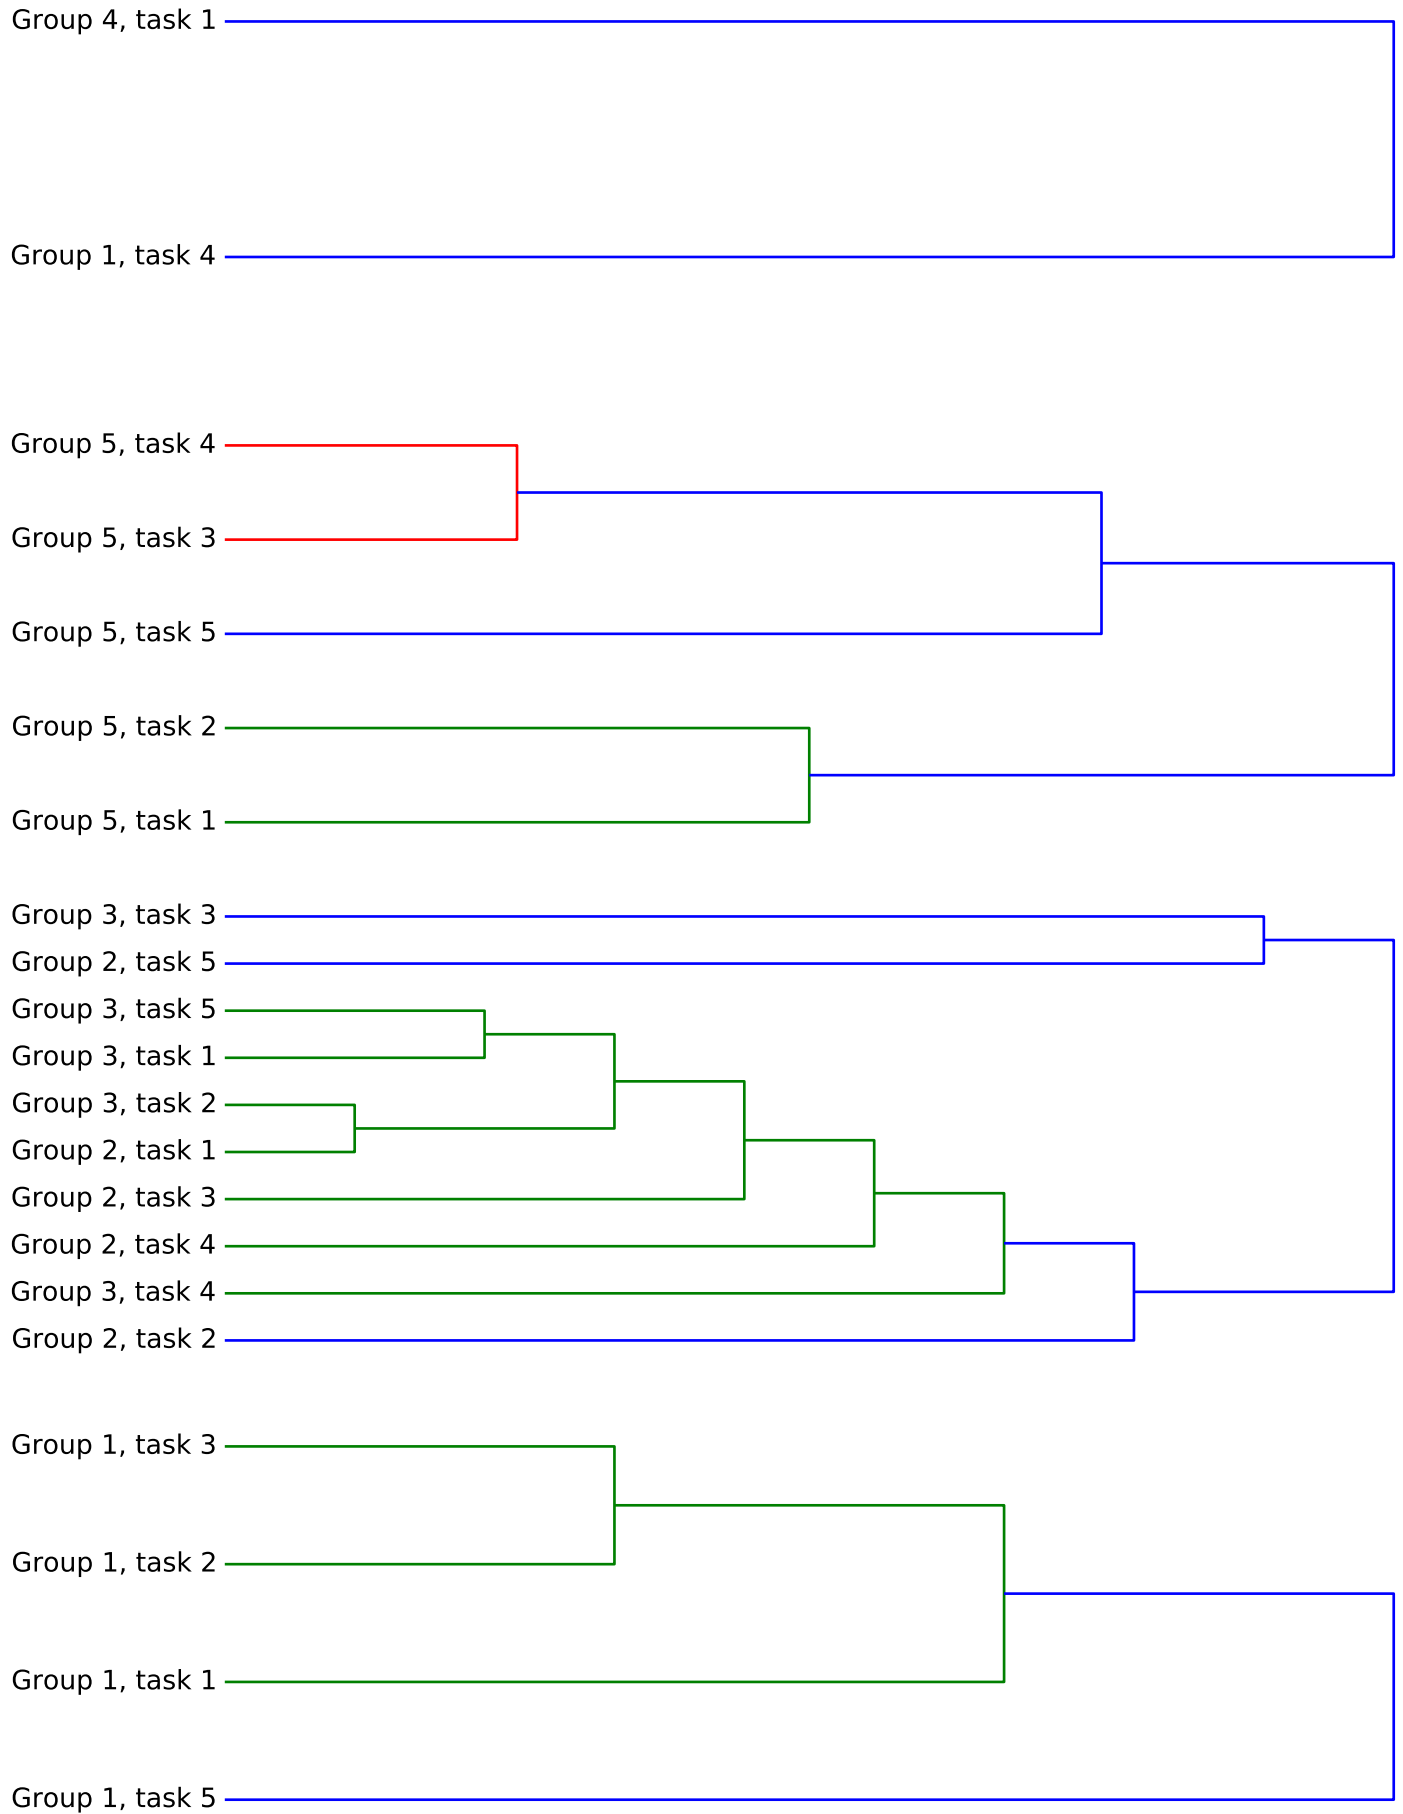 Group 4, task 1
Group 1, task 4
Group 5, task 4
Group 5, task 3
Group 5, task 5
Group 5, task 2
Group 5, task 1
Group 3, task 3
Group 2, task 5
Group 3, task 5
Group 3, task 1
Group 3, task 2
Group 2, task 1
Group 2, task 3
Group 2, task 4
Group 3, task 4
Group 2, task 2
Group 1, task 3
Group 1, task 2
Group 1, task 1
Group 1, task 5